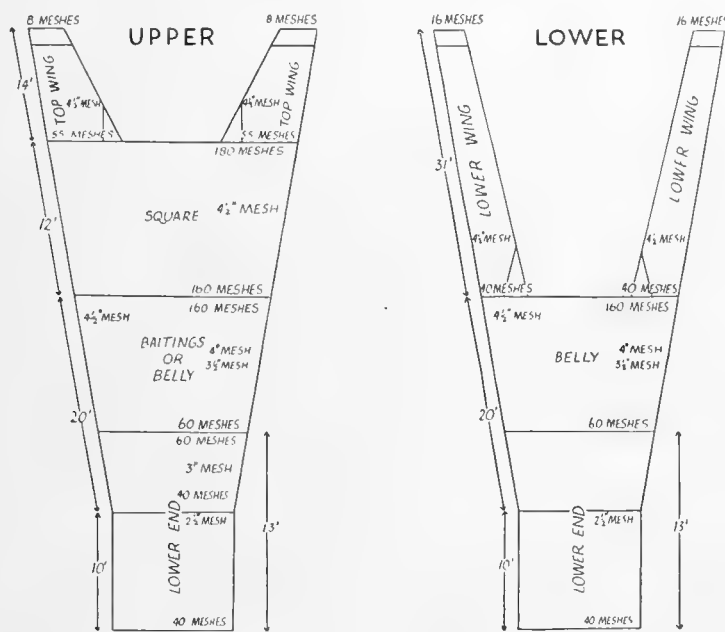 UPPER
8 MESHES
8 MESHES
14'
TOP WING
TOP WING
4½" MESH
4½" MESH
55 MESHES
55 MESHES
180 MESHES
12'
SQUARE
4½" MESH
160 MESHES
160 MESHES
4½" MESH
BAITINGS
OR
BELLY
4" MESH
3½" MESH
20'
60 MESHES
60 MESHES
3" MESH
40 MESHES
2½" MESH
LOWER END
10'
13'
40 MESHES
LOWER
16 MESHES
16 MESHES
31'
LOWER WING
LOWER WING
4½" MESH
4½ MESH
40 MESHES
40 MESHES
160 MESHES
4½" MESH
BELLY
4" MESH
3½" MESH
20'
60 MESHES
2½" MESH
LOWER END
10'
13'
40 MESHES